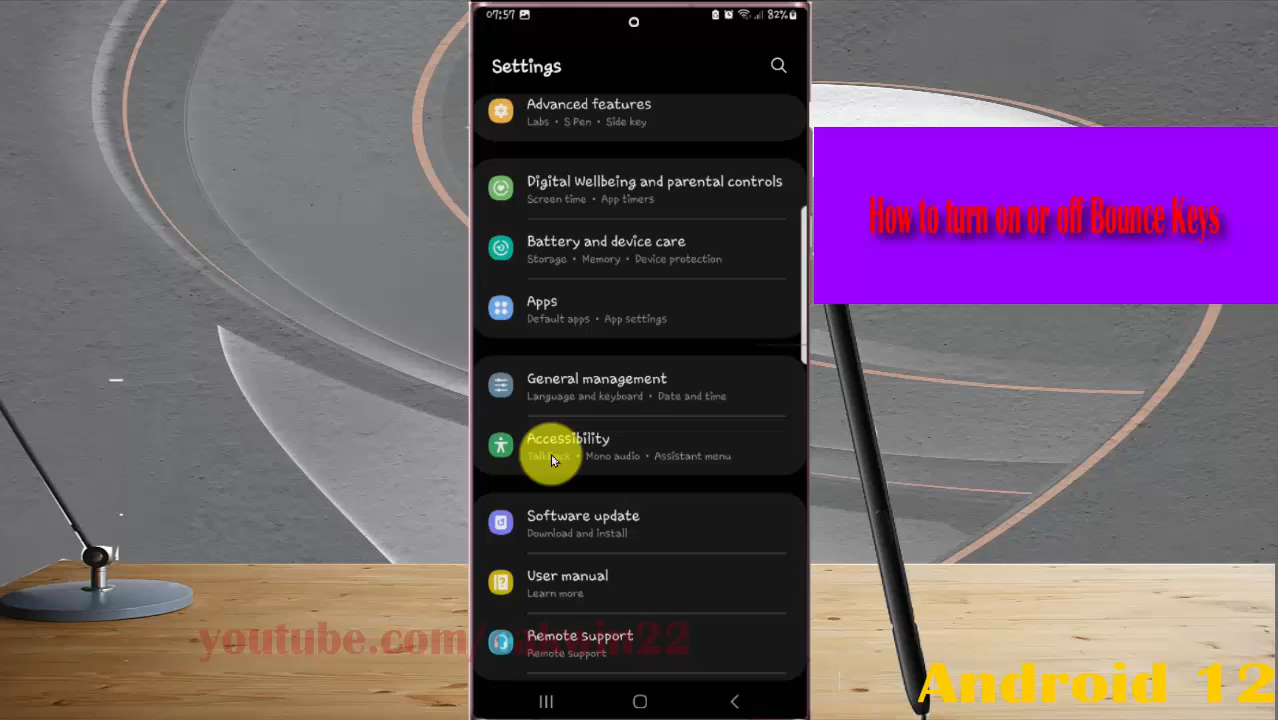 07:57
82%
Settings
Advanced features
Labs • S Pen • Side key
Digital Wellbeing and parental controls
Screen time • App timers
Battery and device care
Storage • Memory • Device protection
Apps
Default apps • App settings
General management
Language and keyboard • Date and time
Accessibility
TalkBack • Mono audio • Assistant menu
Software update
Download and install
User manual
Learn more
Remote support
Remote support
How to turn on or off Bounce Keys
youtube.com/
Android 12